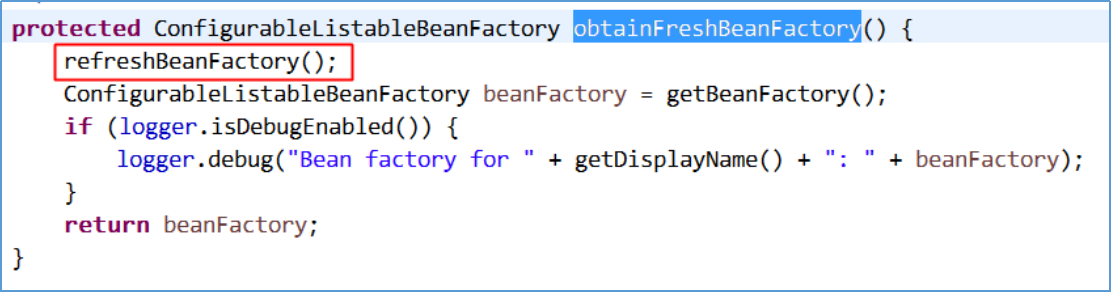 protected ConfigurableListableBeanFactory obtainFreshBeanFactory() {
    refreshBeanFactory();
    ConfigurableListableBeanFactory beanFactory = getBeanFactory();
    if (logger.isDebugEnabled()) {
        logger.debug("Bean factory for " + getDisplayName() + ": " + beanFactory);
    }
    return beanFactory;
}